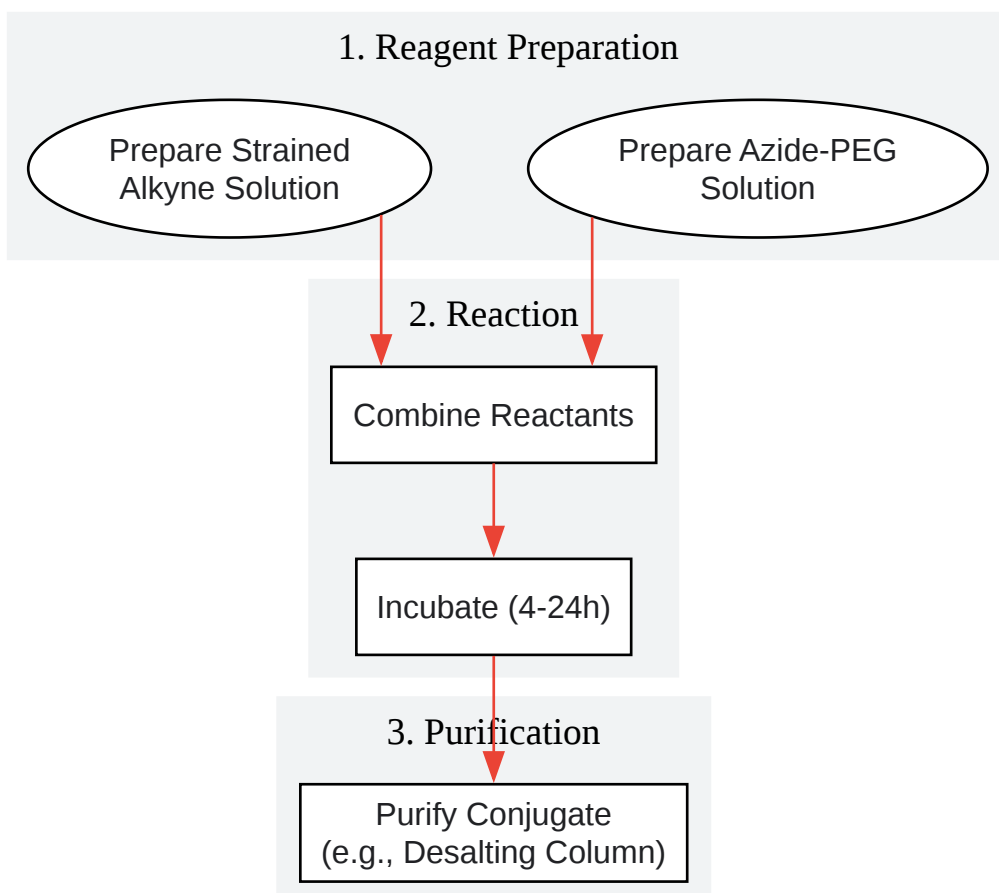 1. Reagent Preparation
Prepare Strained
Alkyne Solution
Prepare Azide-PEG
Solution
2. Reaction
Combine Reactants
Incubate (4-24h)
3. Purification
Purify Conjugate
(e.g., Desalting Column)